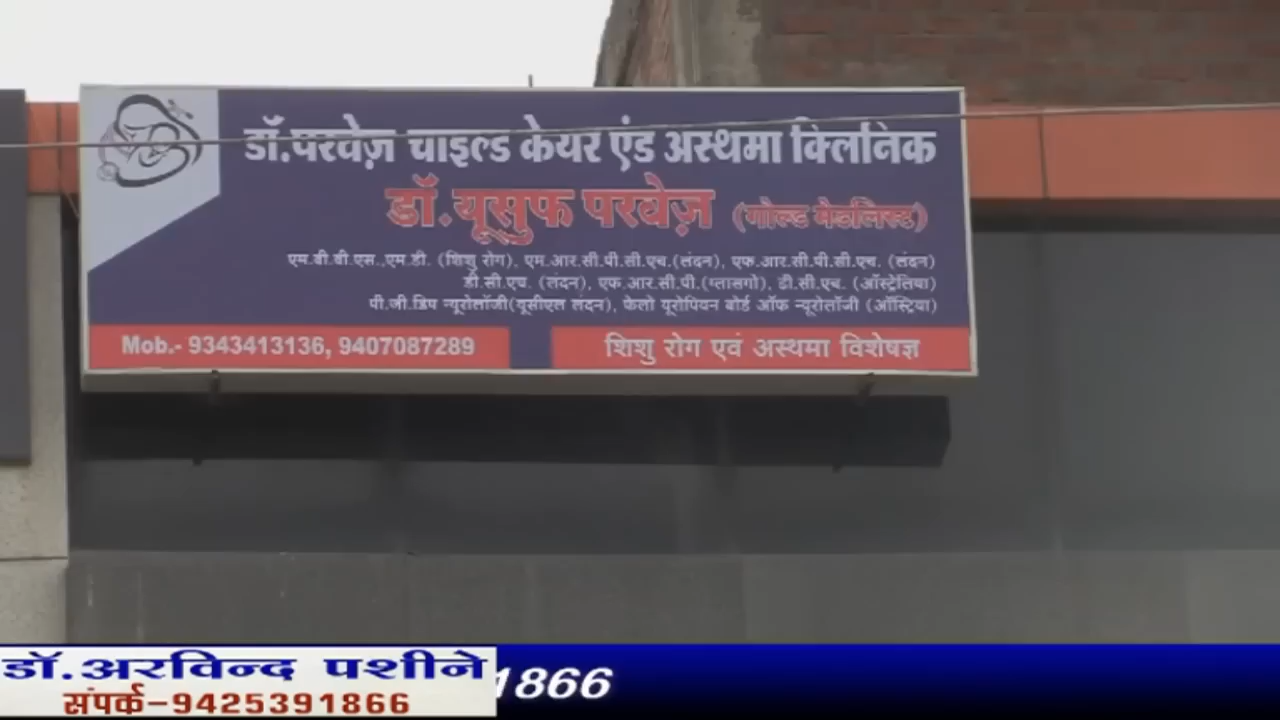 डॉ.परवेज़ चाइल्ड केयर एंड अस्थमा क्लिनिक
डॉ.यूसुफ परवेज़ (गोल्ड मेडलिस्ट)
एम.बी.बी.एस.,एम.डी. (शिशु रोग), एम.आर.सी.पी.सी.एच.(लंदन), एफ.आर.सी.पी.सी.एच. (लंदन)
डी.सी.एच. (लंदन), एफ.आर.सी.पी.(ग्लासगो), डी.सी.एच. (ऑस्ट्रेलिया)
पी.जी.डिप न्यूरोलॉजी(यूसीएल लंदन), फेलो यूरोपियन बोर्ड ऑफ न्यूरोलॉजी (ऑस्ट्रिया)
Mob.- 9343413136, 9407087289
शिशु रोग एवं अस्थमा विशेषज्ञ
डॉ.अरविन्द पशीने
संपर्क-9425391866
1866